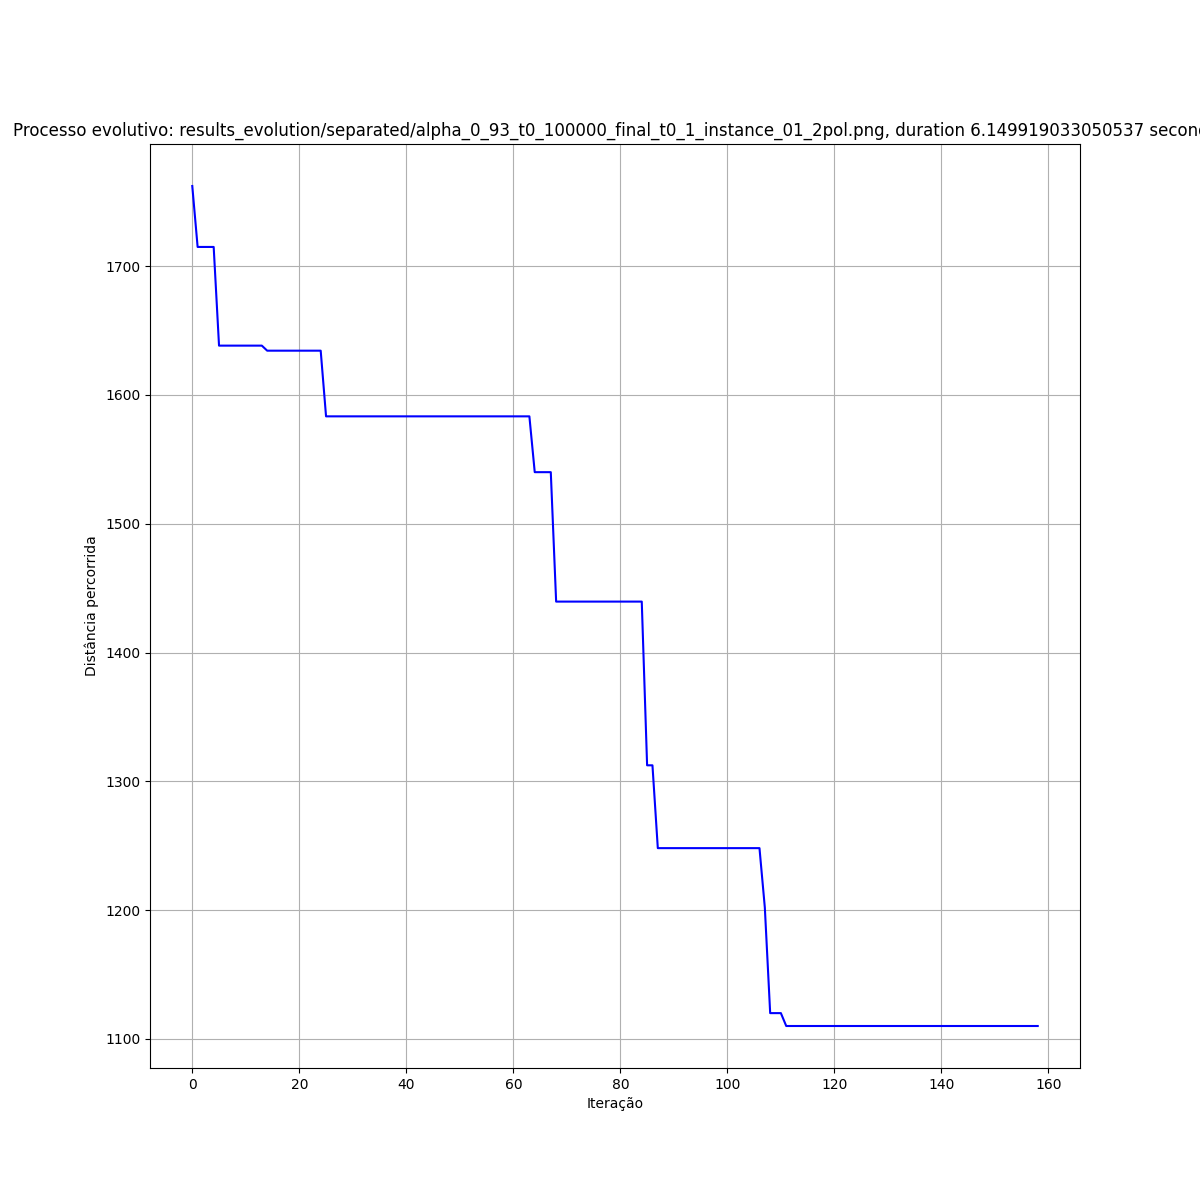 Processo evolutivo: results_evolution/separated/alpha_0_93_t0_100000_final_t0_1_instance_01_2pol.png, duration 6.149919033050537 secon
1700
1600
1500
1400
1300
1200
1100
Distância percorrida
0 20 40 60 80 100 120 140 160
Iteração